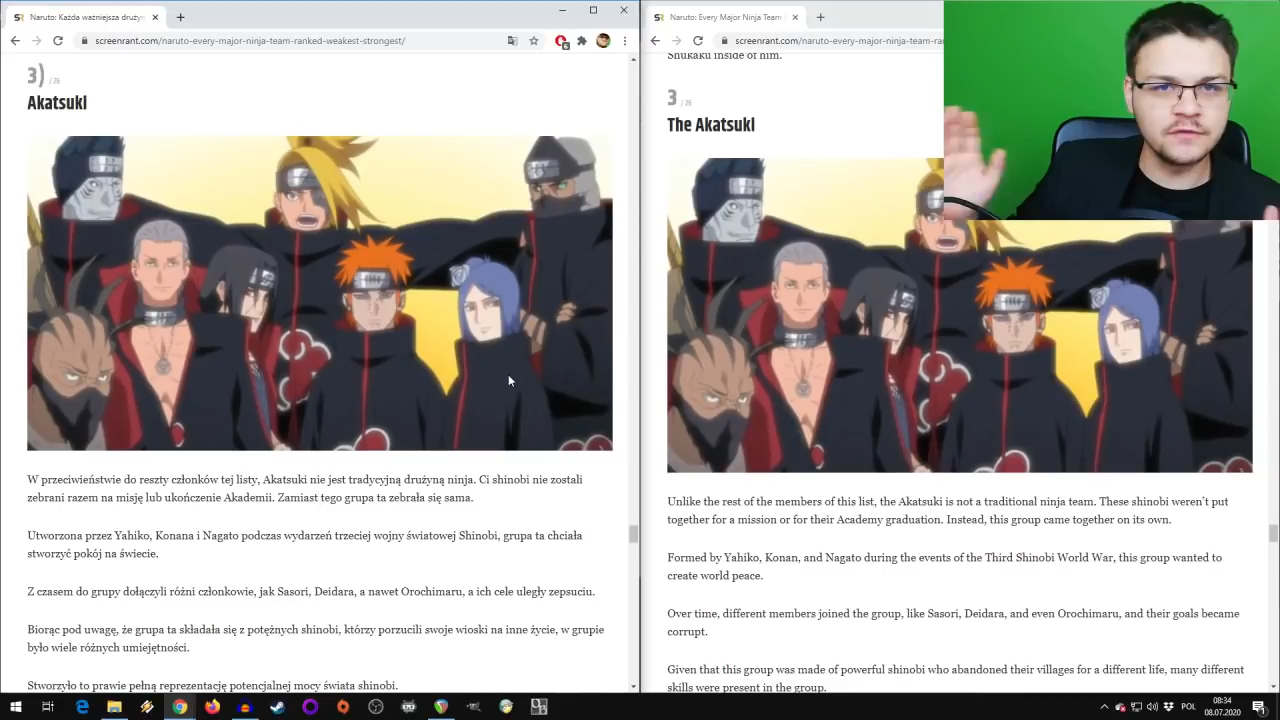 Naruto: Każda ważniejsza drużyn
Naruto: Every Major Ninja Team
screenrant.com/naruto-every-major-ninja-team-ranked-weakest-strongest/
screenrant.com/naruto-every-major-ninja-team-ran
3) / 26
Akatsuki
W przeciwieństwie do reszty członków tej listy, Akatsuki nie jest tradycyjną drużyną ninja. Ci shinobi nie zostali
zebrani razem na misję lub ukończenie Akademii. Zamiast tego grupa ta zebrała się sama.
Utworzona przez Yahiko, Konana i Nagato podczas wydarzeń trzeciej wojny światowej Shinobi, grupa ta chciała
stworzyć pokój na świecie.
Z czasem do grupy dołączyli różni członkowie, jak Sasori, Deidara, a nawet Orochimaru, a ich cele uległy zepsuciu.
Biorąc pod uwagę, że grupa ta składała się z potężnych shinobi, którzy porzucili swoje wioski na inne życie, w grupie
było wiele różnych umiejętności.
Stworzyło to prawie pełną reprezentację potencjalnej mocy świata shinobi.
Shukaku inside of him.
3 / 26
The Akatsuki
Unlike the rest of the members of this list, the Akatsuki is not a traditional ninja team. These shinobi weren't put
together for a mission or for their Academy graduation. Instead, this group came together on its own.
Formed by Yahiko, Konan, and Nagato during the events of the Third Shinobi World War, this group wanted to
create world peace.
Over time, different members joined the group, like Sasori, Deidara, and even Orochimaru, and their goals became
corrupt.
Given that this group was made of powerful shinobi who abandoned their villages for a different life, many different
skills were present in the group.
POL
08:34
08.07.2020